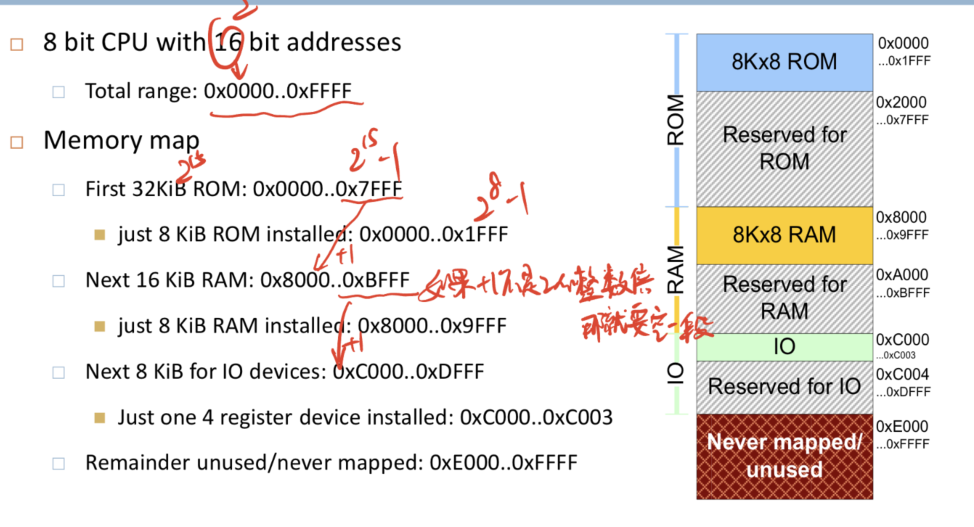 2
8 bit CPU with 16 bit addresses
Total range: 0x0000..0xFFFF
Memory map
2^15
2^15-1
First 32KiB ROM: 0x0000..0x7FFF
2^8-1
just 8 KiB ROM installed: 0x0000..0x1FFF
+1
Next 16 KiB RAM: 0x8000..0xBFFF
如果+1不是2的整数倍
那就要空一段
just 8 KiB RAM installed: 0x8000..0x9FFF
+1
Next 8 KiB for IO devices: 0xC000..0xDFFF
Just one 4 register device installed: 0xC000..0xC003
Remainder unused/never mapped: 0xE000..0xFFFF
ROM
RAM
IO
8Kx8 ROM
0x0000
...0x1FFF
Reserved for
ROM
0x2000
...0x7FFF
8Kx8 RAM
0x8000
...0x9FFF
Reserved for
RAM
0xA000
...0xBFFF
IO
0xC000
...0xC003
Reserved for IO
0xC004
...0xDFFF
Never mapped/
unused
0xE000
...0xFFFF